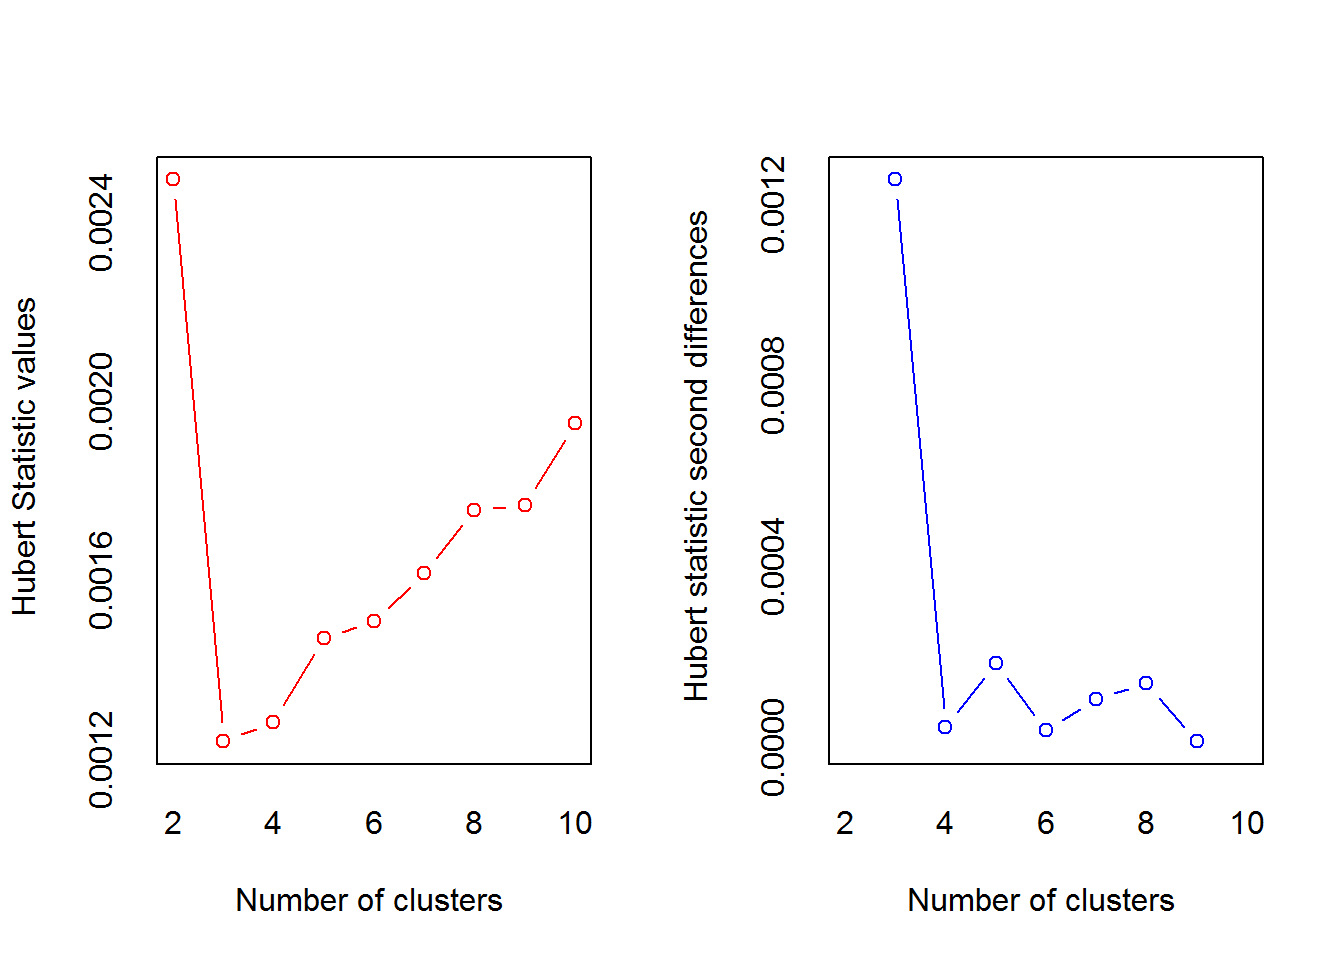 Hubert Statistic values
0.0024
0.0020
0.0016
0.0012
2 4 6 8 10
Number of clusters
Hubert statistic second differences
0.0012
0.0008
0.0004
0.0000
2 4 6 8 10
Number of clusters